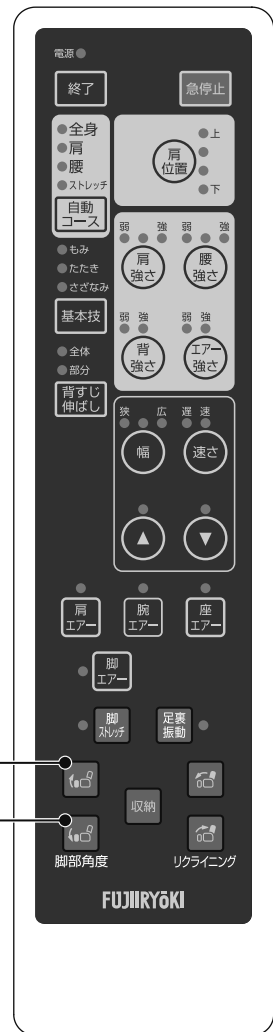 電源
終了
急停止
全身
肩
腰
ストレッチ
自動
コース
上
肩
位置
下
もみ
たたき
さざなみ
基本技
弱 強
肩
強さ
弱 強
腰
強さ
全体
部分
背すじ
伸ばし
弱 強
背
強さ
弱 強
エアー
強さ
狭 広
幅
遅 速
速さ
▲
▼
肩
エアー
腕
エアー
座
エアー
脚
エアー
脚
ストレッチ
足裏
振動
収納
脚部角度
リクライニング
FUJIIRYōKI